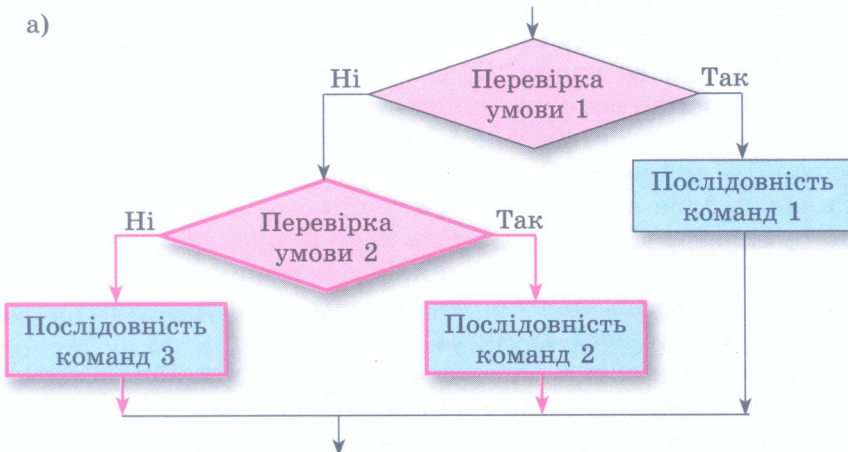 а)
Ні
Перевірка
умови 1
Так
Послідовність
команд 1
Ні
Перевірка
умови 2
Так
Послідовність
команд 3
Послідовність
команд 2